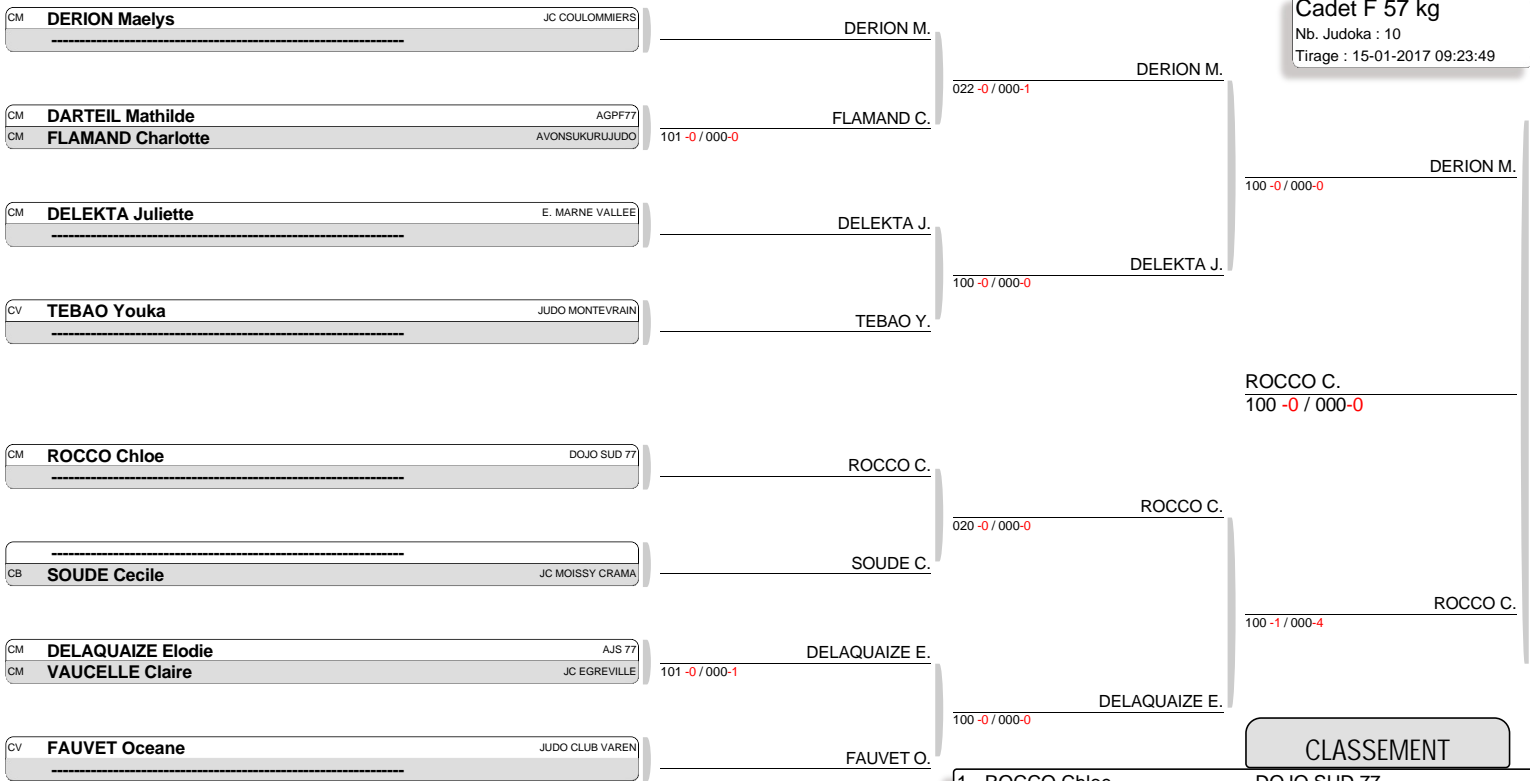 Cadet F 57 kg
Nb. Judoka : 10
Tirage : 15-01-2017 09:23:49
CM DERION Maelys JC COULOMMIERS
----------------------------------------------------------------
DERION M.
DERION M.
022 -0 / 000-1
CM DARTEIL Mathilde AGPF77
CM FLAMAND Charlotte AVONSUKURUJUDO
FLAMAND C.
101 -0 / 000-0
DERION M.
100 -0 / 000-0
CM DELEKTA Juliette E. MARNE VALLEE
----------------------------------------------------------------
DELEKTA J.
DELEKTA J.
100 -0 / 000-0
CV TEBAO Youka JUDO MONTEVRAIN
----------------------------------------------------------------
TEBAO Y.
ROCCO C.
100 -0 / 000-0
CM ROCCO Chloe DOJO SUD 77
----------------------------------------------------------------
ROCCO C.
ROCCO C.
020 -0 / 000-0
----------------------------------------------------------------
CB SOUDE Cecile JC MOISSY CRAMA
SOUDE C.
ROCCO C.
100 -1 / 000-4
CM DELAQUAIZE Elodie AJS 77
CM VAUCELLE Claire JC EGREVILLE
DELAQUAIZE E.
101 -0 / 000-1
DELAQUAIZE E.
100 -0 / 000-0
CV FAUVET Oceane JUDO CLUB VAREN
----------------------------------------------------------------
FAUVET O.
CLASSEMENT
1 ROCCO Chloe DOJO SUD 77